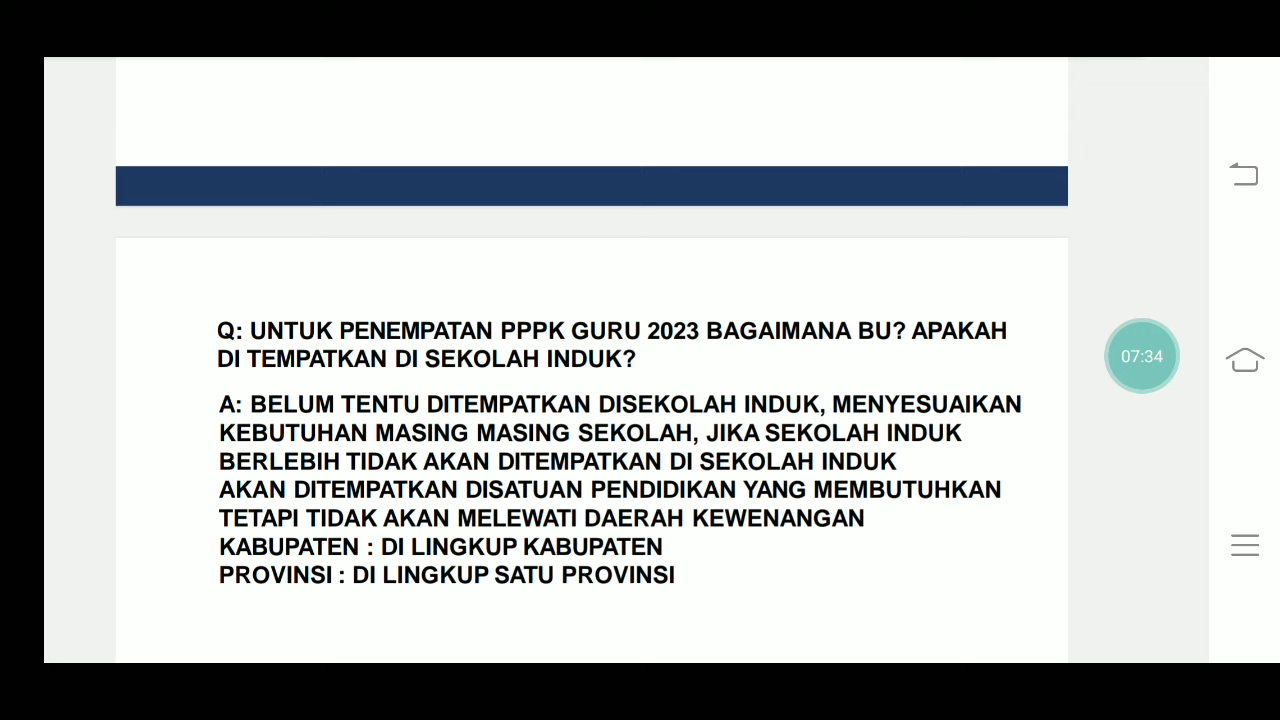 Q: UNTUK PENEMPATAN PPPK GURU 2023 BAGAIMANA BU? APAKAH
DI TEMPATKAN DI SEKOLAH INDUK?
A: BELUM TENTU DITEMPATKAN DISEKOLAH INDUK, MENYESUAIKAN
KEBUTUHAN MASING MASING SEKOLAH, JIKA SEKOLAH INDUK
BERLEBIH TIDAK AKAN DITEMPATKAN DI SEKOLAH INDUK
AKAN DITEMPATKAN DISATUAN PENDIDIKAN YANG MEMBUTUHKAN
TETAPI TIDAK AKAN MELEWATI DAERAH KEWENANGAN
KABUPATEN : DI LINGKUP KABUPATEN
PROVINSI : DI LINGKUP SATU PROVINSI
07:34